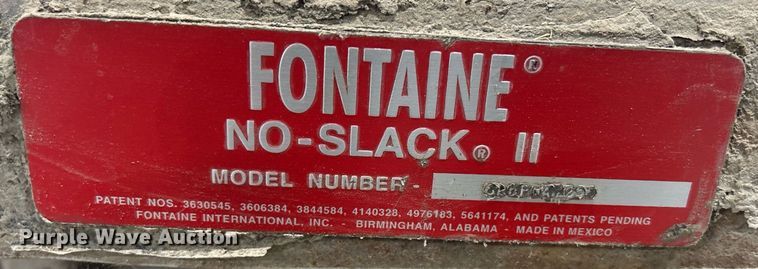 FONTAINE®
NO-SLACK® II
MODEL NUMBER -
PATENT NOS. 3630545, 3606384, 3844584, 4140328, 4976183, 5641174, AND PATENTS PENDING
FONTAINE INTERNATIONAL, INC. - BIRMINGHAM, ALABAMA - MADE IN MEXICO
Purple Wave Auction